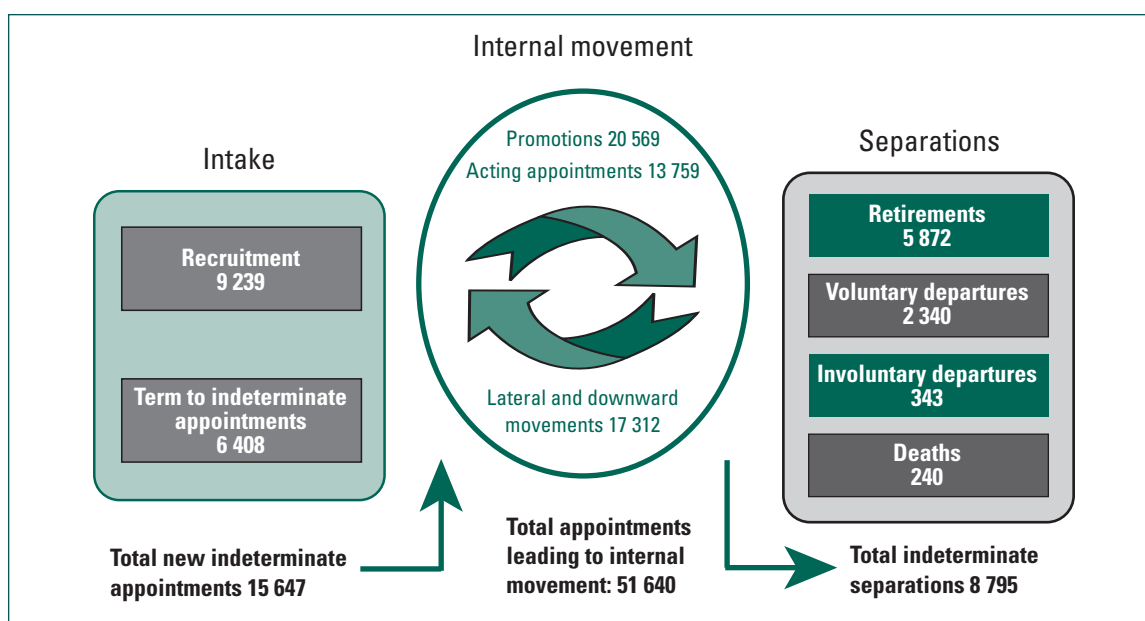 Internal movement
Intake
Recruitment
9 239
Term to indeterminate
appointments
6 408
Total new indeterminate
appointments 15 647
Promotions 20 569
Acting appointments 13 759
Lateral and downward
movements 17 312
Total appointments
leading to internal
movement: 51 640
Separations
Retirements
5 872
Voluntary departures
2 340
Involuntary departures
343
Deaths
240
Total indeterminate
separations 8 795